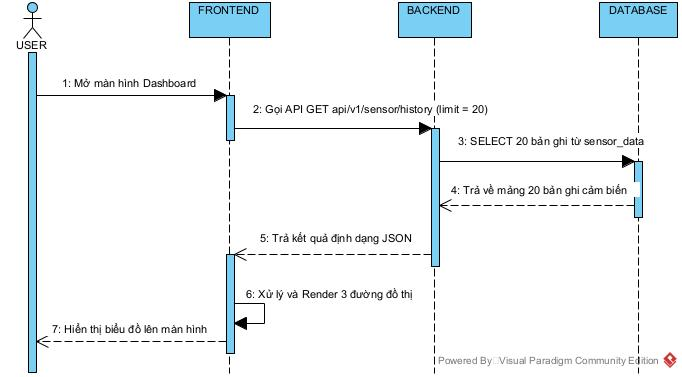 FRONTEND
BACKEND
DATABASE
USER
1: Mở màn hình Dashboard
2: Gọi API GET api/v1/sensor/history (limit = 20)
3: SELECT 20 bản ghi từ sensor_data
4: Trả về mảng 20 bản ghi cảm biến
5: Trả kết quả định dạng JSON
6: Xử lý và Render 3 đường đồ thị
7: Hiển thị biểu đồ lên màn hình
Powered By Visual Paradigm Community Edition